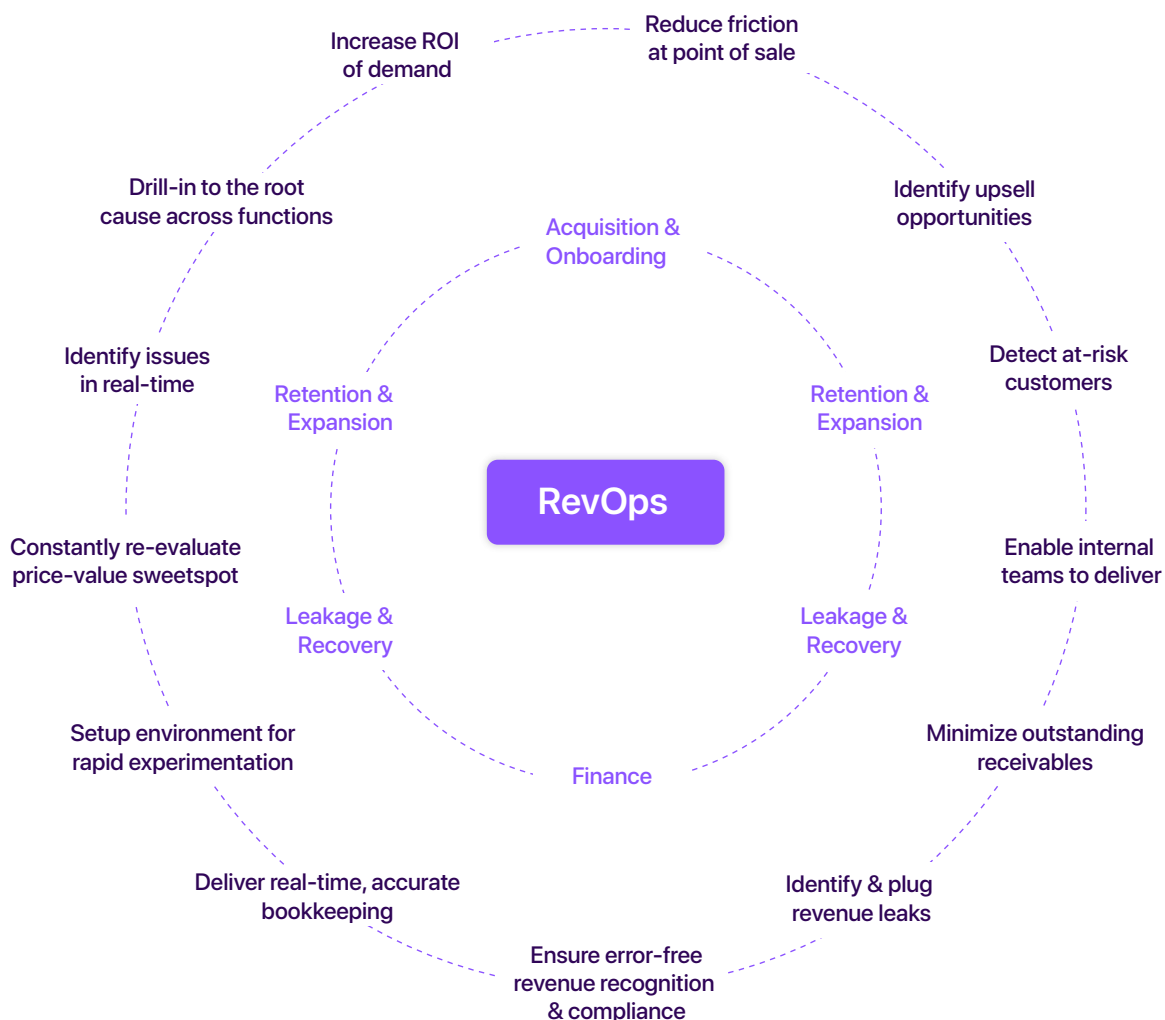 Increase ROI
of demand
Reduce friction
at point of sale
Drill-in to the root
cause across functions
Identify upsell
opportunities
Acquisition &
Onboarding
Identify issues
in real-time
Detect at-risk
customers
Retention &
Expansion
Retention &
Expansion
RevOps
Constantly re-evaluate
price-value sweetspot
Enable internal
teams to deliver
Leakage &
Recovery
Leakage &
Recovery
Setup environment for
rapid experimentation
Minimize outstanding
receivables
Finance
Deliver real-time, accurate
bookkeeping
Identify & plug
revenue leaks
Ensure error-free
revenue recognition
& compliance